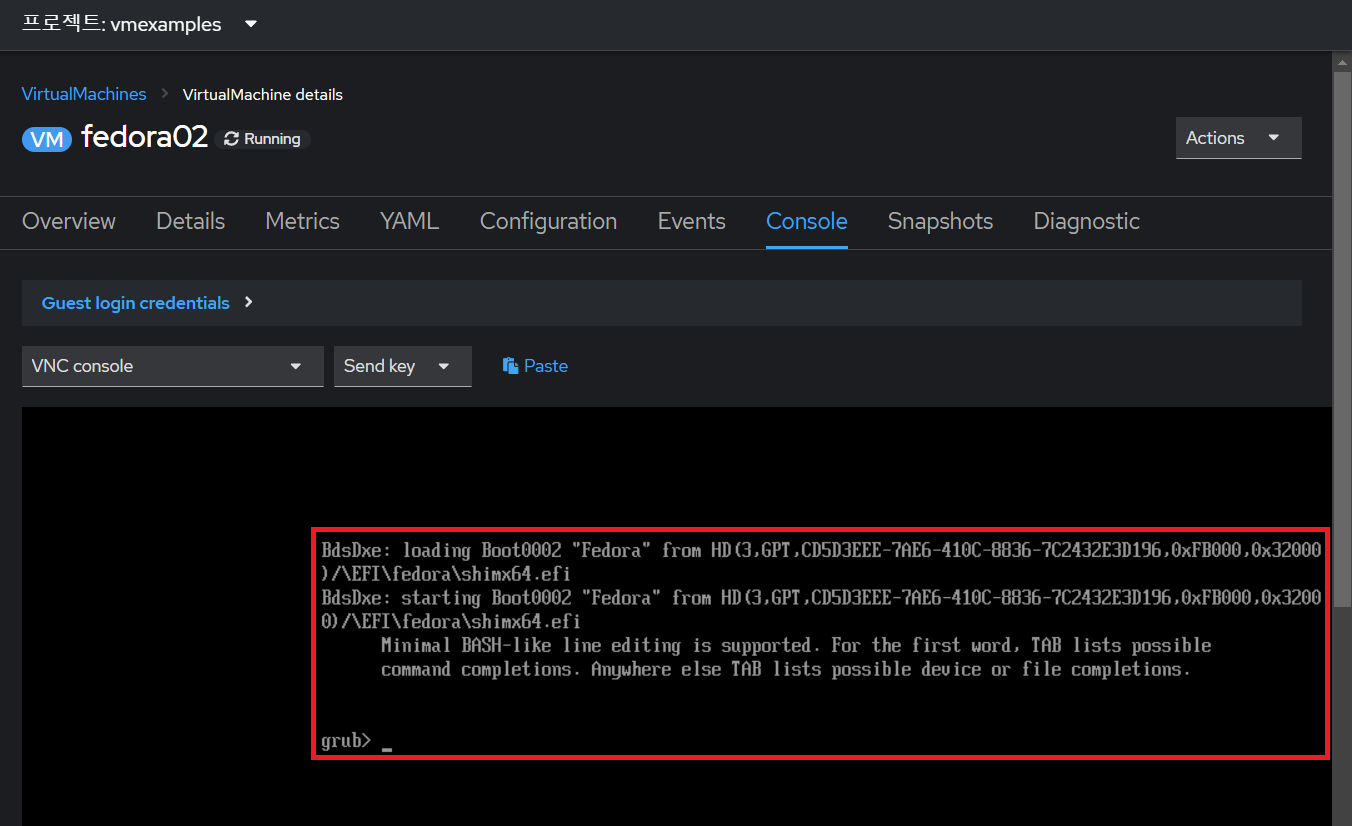 프로젝트: vmexamples
VirtualMachines
VirtualMachine details
VM fedora02 Running
Actions
Overview Details Metrics YAML Configuration Events Console Snapshots Diagnostic
Guest login credentials
VNC console
Send key
Paste
BdsDxe: loading Boot0002 "Fedora" from HD(3,GPT,CD5D3EEE-7AE6-410C-8836-7C2432E3D196,0xFB000,0x32000
)/\EFI\fedora\shimx64.efi
BdsDxe: starting Boot0002 "Fedora" from HD(3,GPT,CD5D3EEE-7AE6-410C-8836-7C2432E3D196,0xFB000,0x3200
0)/\EFI\fedora\shimx64.efi
Minimal BASH-like line editing is supported. For the first word, TAB lists possible
command completions. Anywhere else TAB lists possible device or file completions.
grub> _